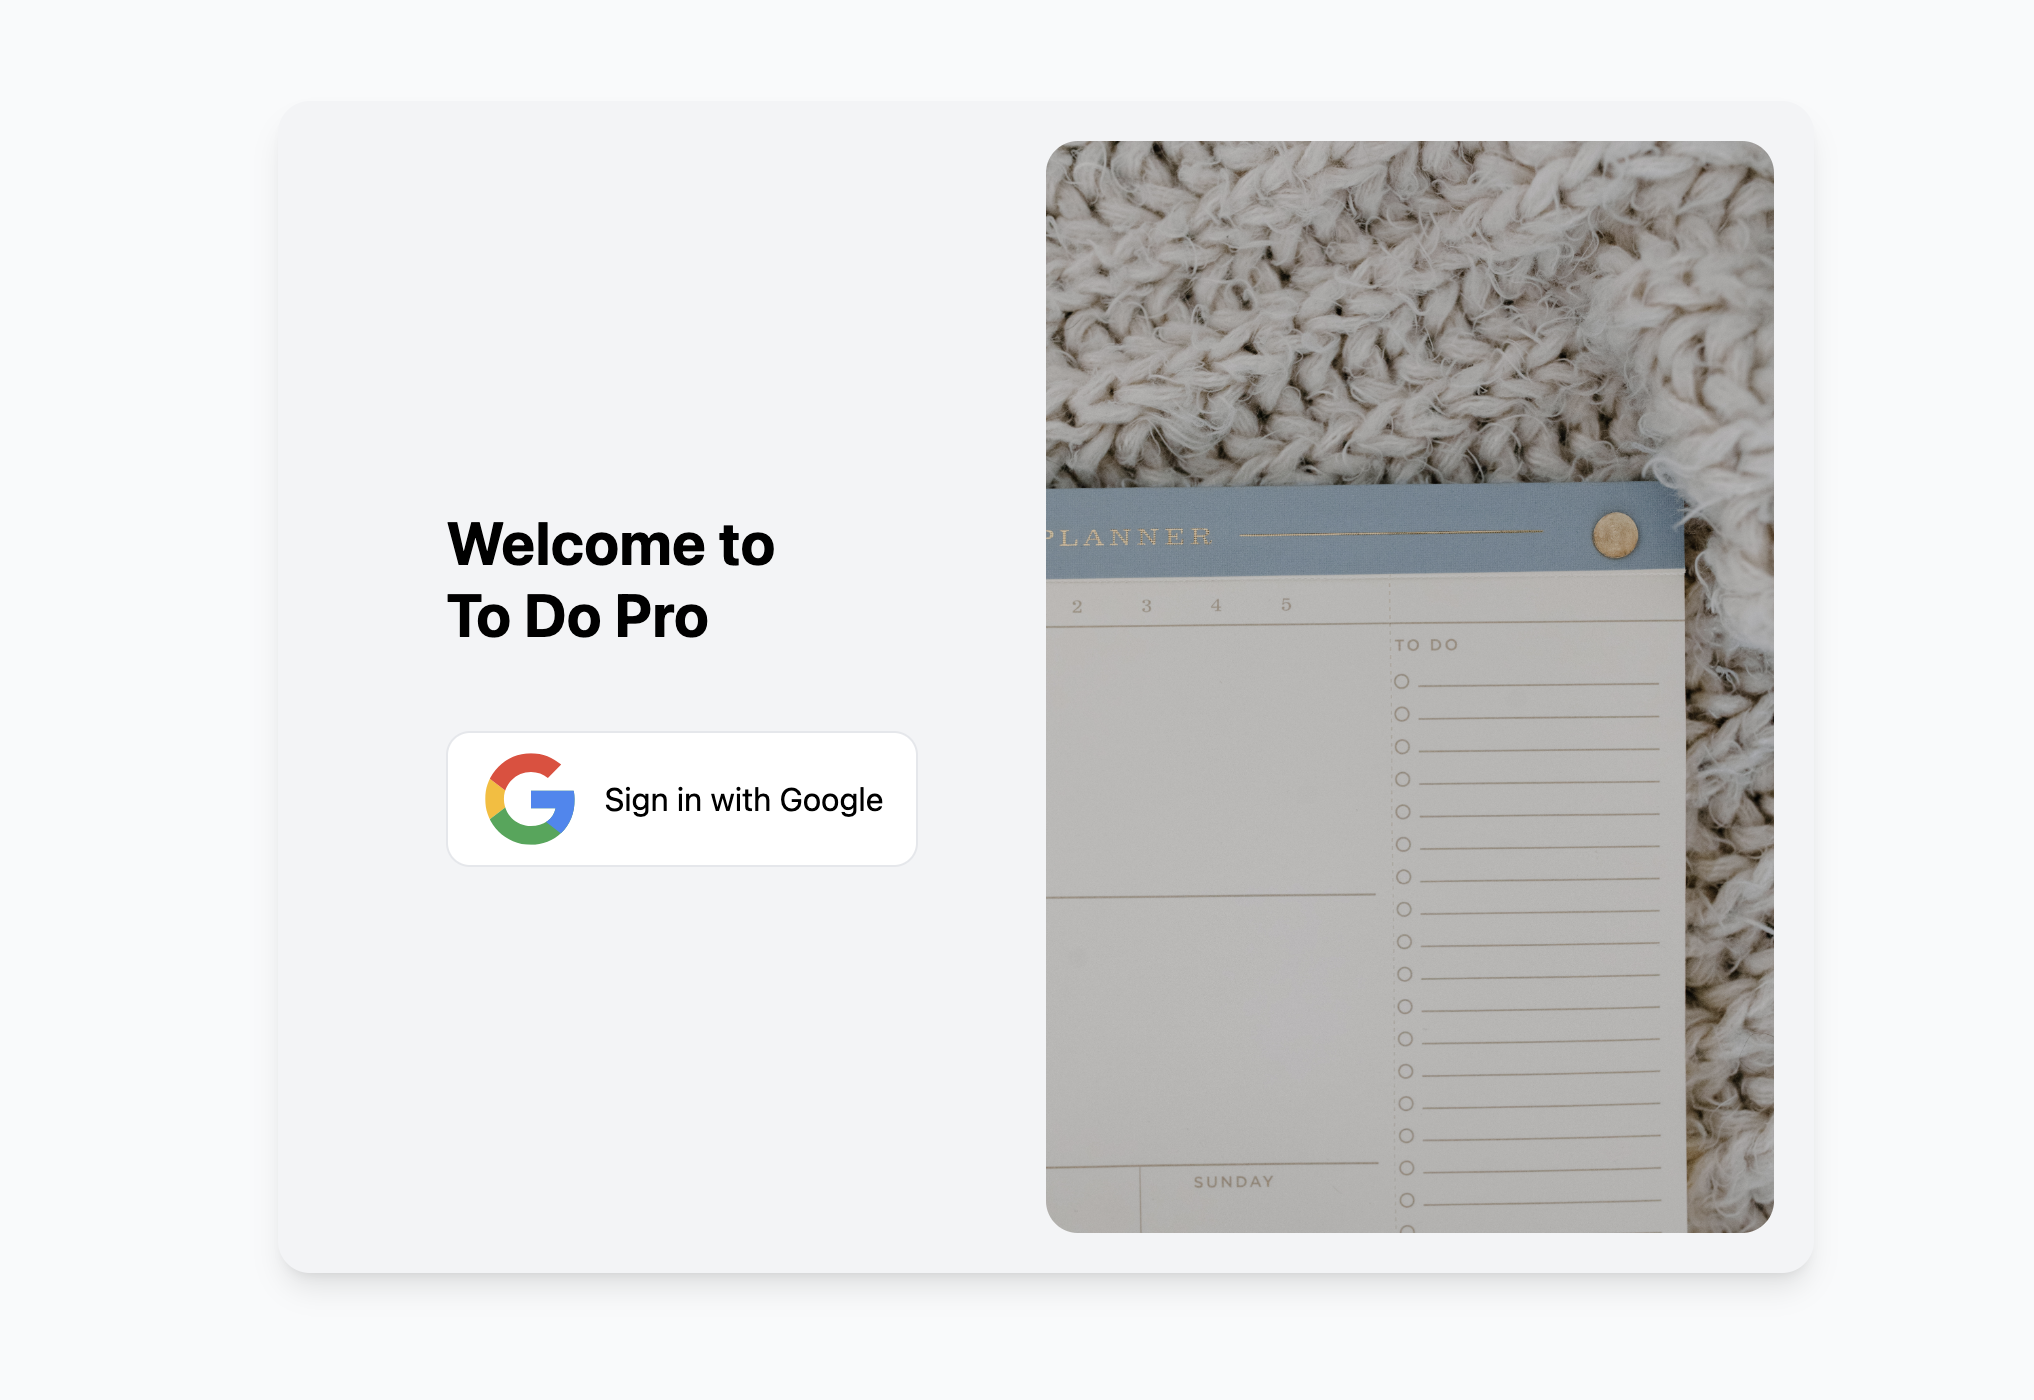 Welcome to
To Do Pro
Sign in with Google
PLANNER
2 3 4 5
TO DO
SUNDAY